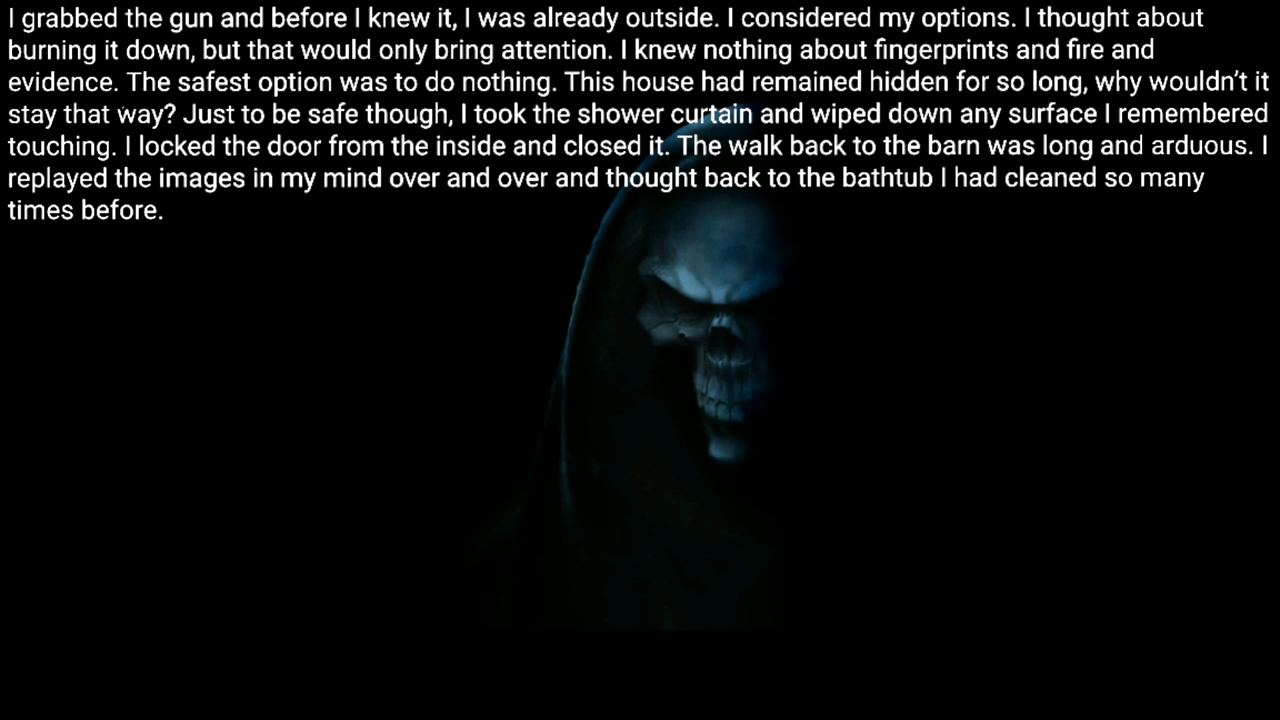 I grabbed the gun and before I knew it, I was already outside. I considered my options. I thought about
burning it down, but that would only bring attention. I knew nothing about fingerprints and fire and
evidence. The safest option was to do nothing. This house had remained hidden for so long, why wouldn’t it
stay that way? Just to be safe though, I took the shower curtain and wiped down any surface I remembered
touching. I locked the door from the inside and closed it. The walk back to the barn was long and arduous. I
replayed the images in my mind over and over and thought back to the bathtub I had cleaned so many
times before.